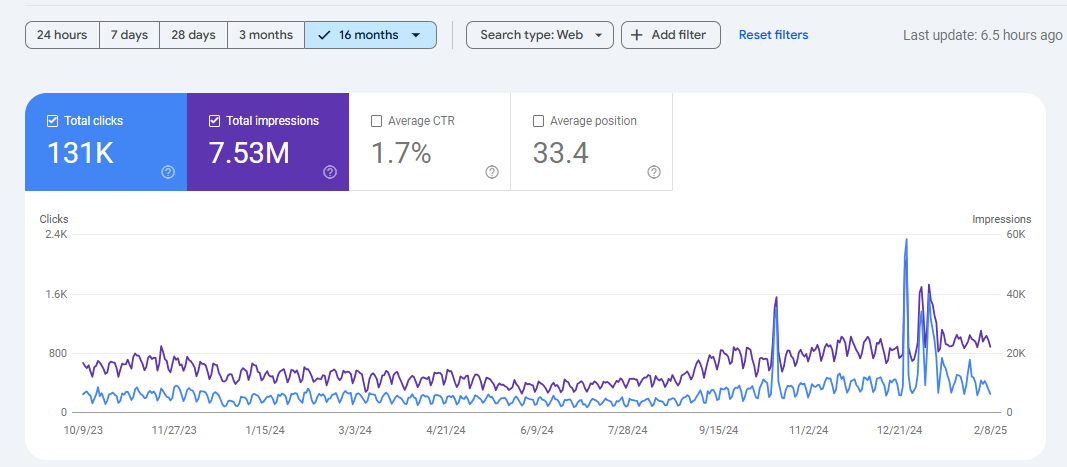 24 hours 7 days 28 days 3 months 16 months Search type: Web Add filter Reset filters Last update: 6.5 hours ago
Total clicks Total impressions Average CTR Average position
131K 7.53M 1.7% 33.4
Clicks Impressions
2.4K 60K
1.6K 40K
800 20K
0 0
10/9/23 11/27/23 1/15/24 3/3/24 4/21/24 6/9/24 7/28/24 9/15/24 11/2/24 12/21/24 2/8/25